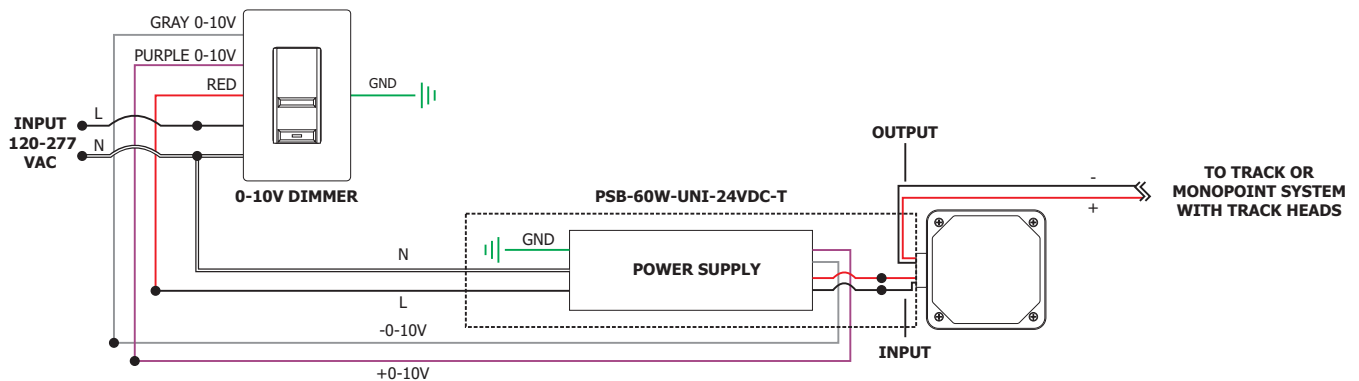 GRAY 0-10V
PURPLE 0-10V
RED
GND
INPUT
120-277
VAC
L
N
0-10V DIMMER
OUTPUT
-
+
TO TRACK OR
MONOPOINT SYSTEM
WITH TRACK HEADS
PSB-60W-UNI-24VDC-T
GND
N
POWER SUPPLY
L
-0-10V
INPUT
+0-10V